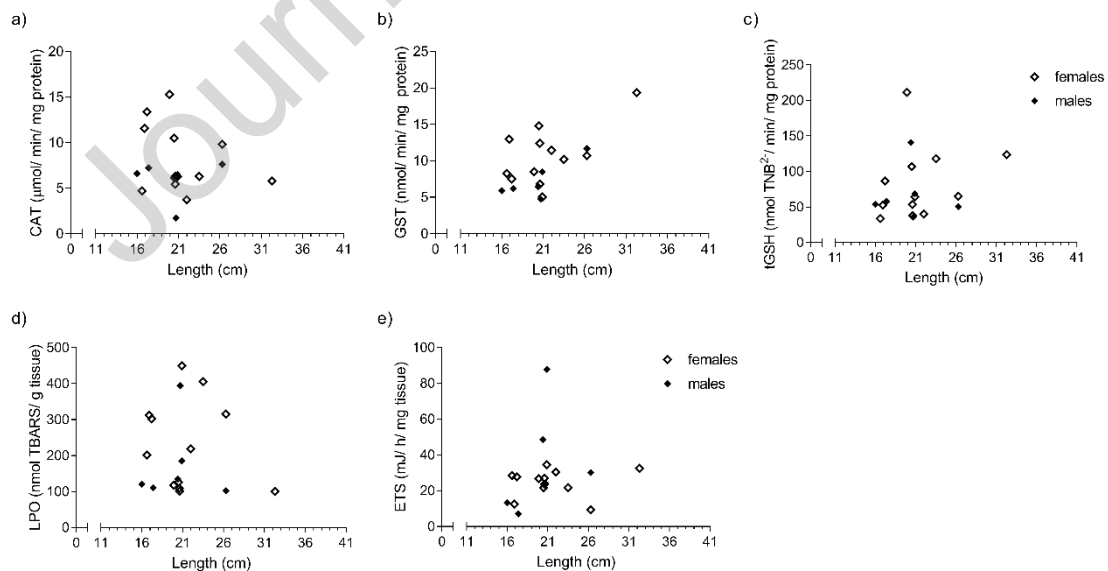 a)
CAT (μmol/ min/ mg protein)
20
15
10
5
0
0 11 16 21 26 31 36 41
Length (cm)
b)
GST (nmol/ min/ mg protein)
25
20
15
10
5
0
0 11 16 21 26 31 36 41
Length (cm)
c)
tGSH (nmol TNB²⁻/ min/ mg protein)
250
200
150
100
50
0
0 11 16 21 26 31 36 41
Length (cm)
females
males
d)
LPO (nmol TBARS/ g tissue)
500
400
300
200
100
0
0 11 16 21 26 31 36 41
Length (cm)
e)
ETS (mJ/ h/ mg tissue)
100
80
60
40
20
0
0 11 16 21 26 31 36 41
Length (cm)
females
males
Journ